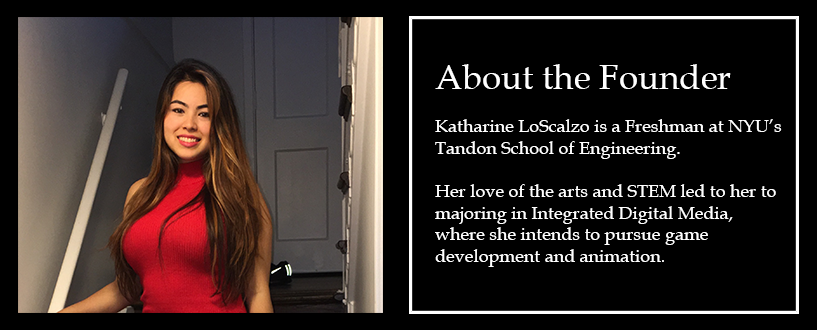 About the Founder
Katharine LoScalzo is a Freshman at NYU's
Tandon School of Engineering.
Her love of the arts and STEM led to her to
majoring in Integrated Digital Media,
where she intends to pursue game
development and animation.